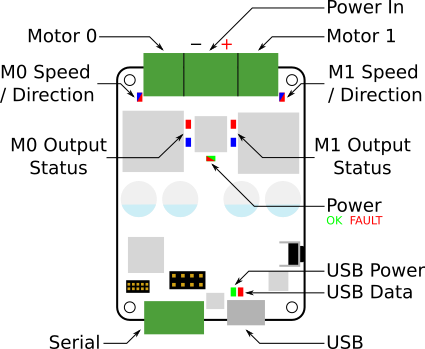 Power In
Motor 0
− +
Motor 1
M0 Speed
/ Direction
M1 Speed
/ Direction
M0 Output
Status
M1 Output
Status
Power
OK FAULT
USB Power
USB Data
Serial
USB